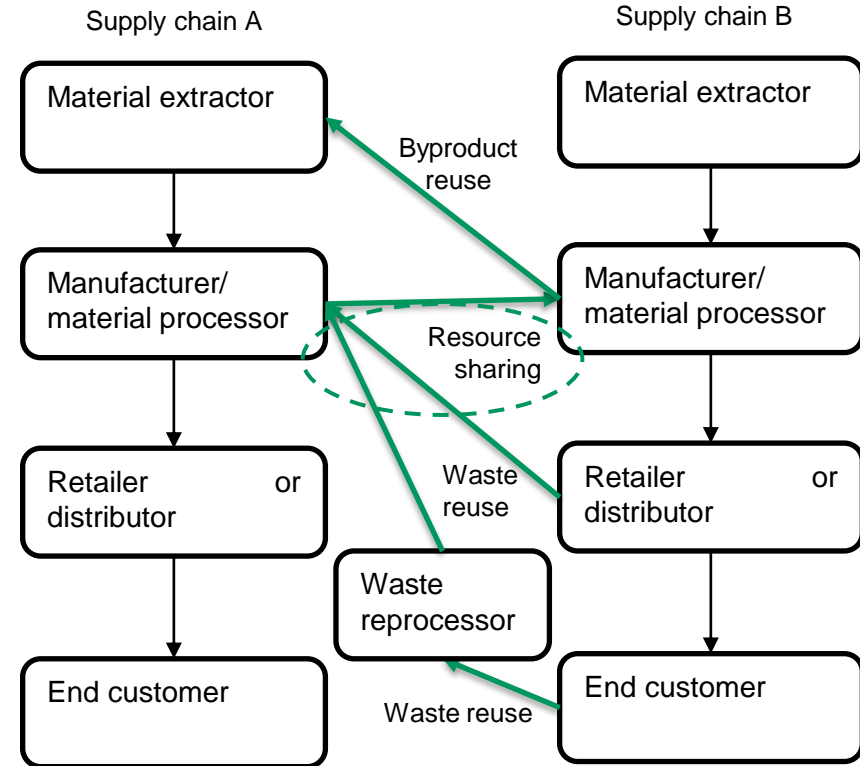 Supply chain A
Supply chain B
Material extractor
Material extractor
Byproduct
reuse
Manufacturer/
material processor
Manufacturer/
material processor
Resource
sharing
Retailer or
distributor
Waste
reuse
Retailer or
distributor
Waste
reprocessor
End customer
End customer
Waste reuse